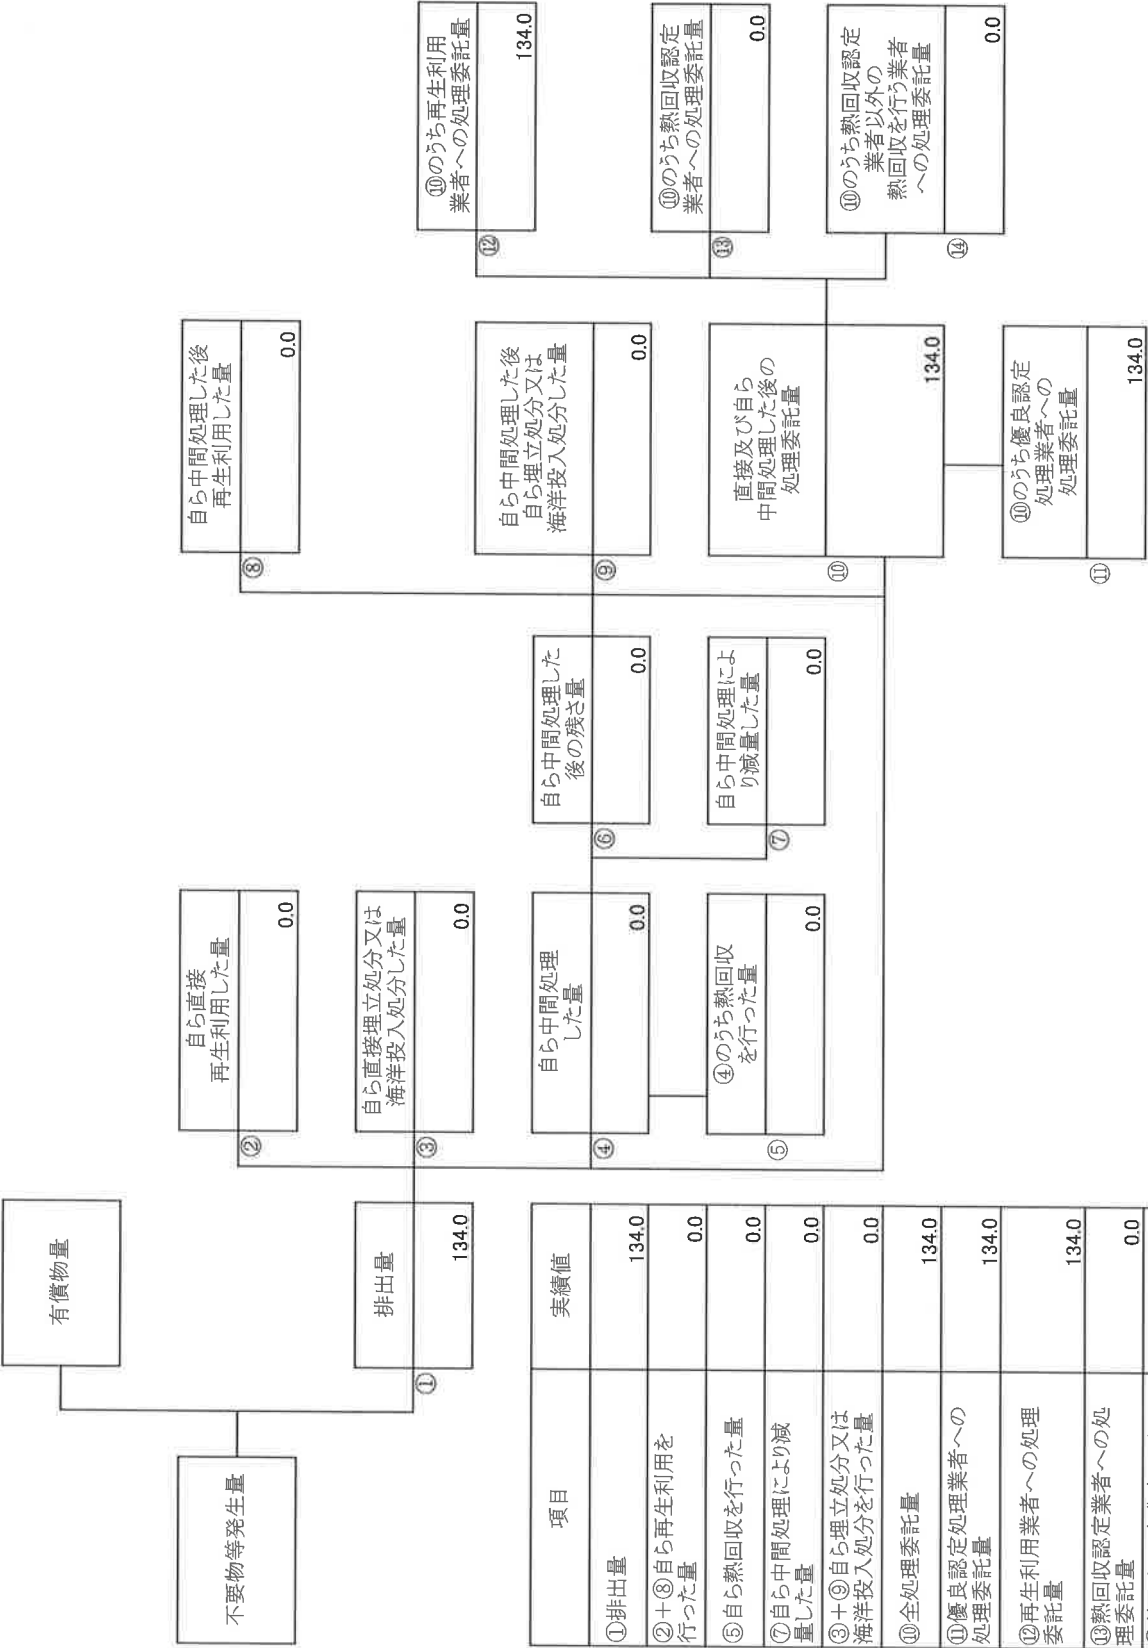 不要物等発生量
有償物量
①
排出量
134.0
②
自ら直接
再生利用した量
0.0
③
自ら直接埋立処分又は
海洋投入処分した量
0.0
④
自ら中間処理
した量
0.0
⑤
④のうち熱回収
を行った量
0.0
⑥
自ら中間処理した
後の残さ量
0.0
⑦
自ら中間処理によ
り減量した量
0.0
⑧
自ら中間処理した後
再生利用した量
0.0
⑨
自ら中間処理した後
自ら埋立処分又は
海洋投入処分した量
0.0
⑩
直接及び自ら
中間処理した後の
処理委託量
134.0
⑪
⑩のうち優良認定
処理業者への
処理委託量
134.0
⑫
⑩のうち再生利用
業者への処理委託量
134.0
⑬
⑩のうち熱回収認定
業者への処理委託量
0.0
⑭
⑩のうち熱回収認定
業者以外の
熱回収を行う業者
への処理委託量
0.0
項目
実績値
①排出量
134.0
②+⑧自ら再生利用を
行った量
0.0
⑤自ら熱回収を行った量
0.0
⑦自ら中間処理により減
量した量
0.0
③+⑨自ら埋立処分又は
海洋投入処分を行った量
0.0
⑩全処理委託量
134.0
⑪優良認定処理業者への
処理委託量
134.0
⑫再生利用業者への処理
委託量
134.0
⑬熱回収認定業者への処
理委託量
0.0